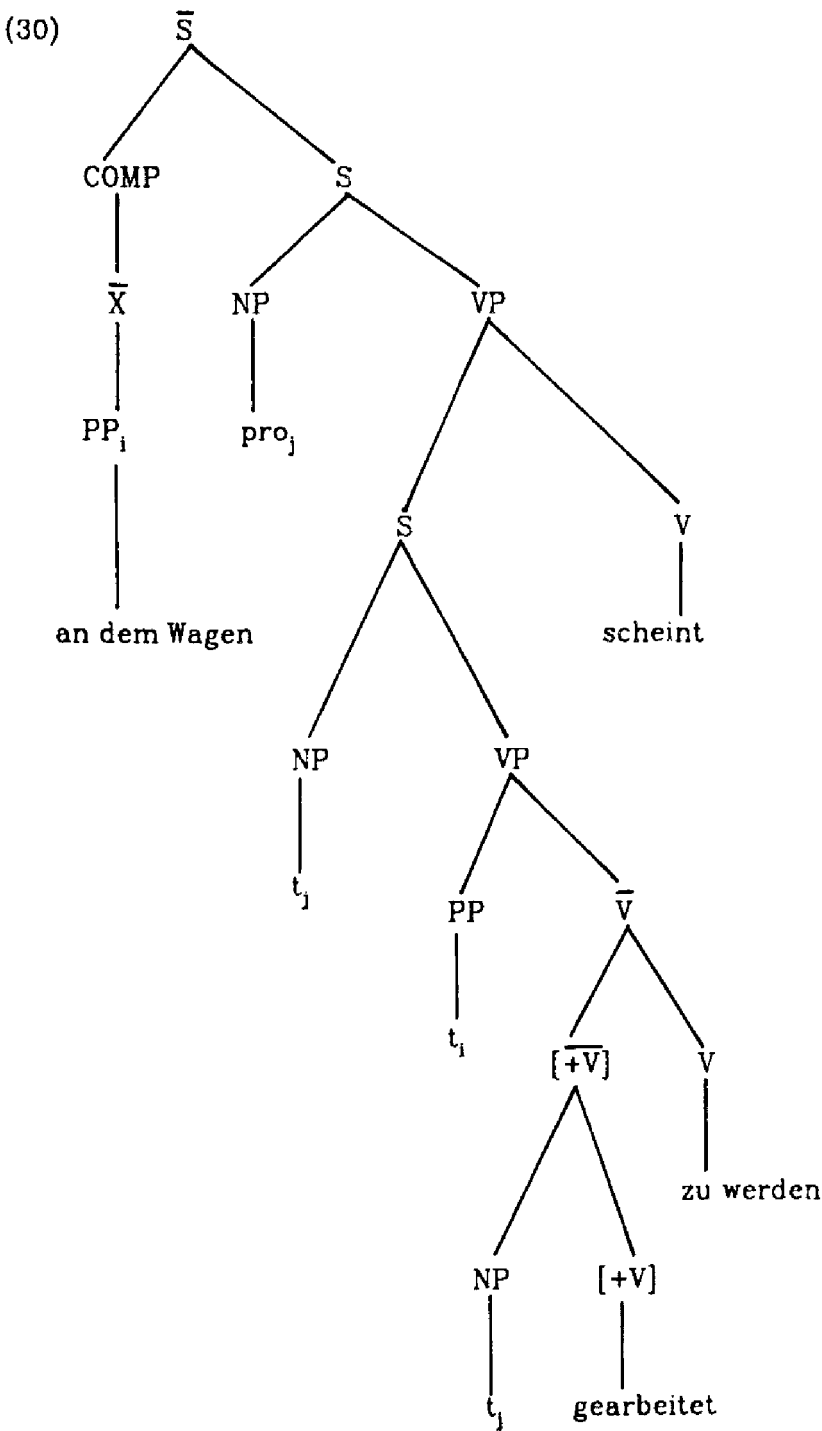 (30) S̄
COMP S
X̄ NP VP
PPᵢ proⱼ
S V
an dem Wagen scheint
NP VP
tⱼ
PP V̄
tᵢ
[+̅V̅] V
zu werden
NP [+V]
tⱼ gearbeitet